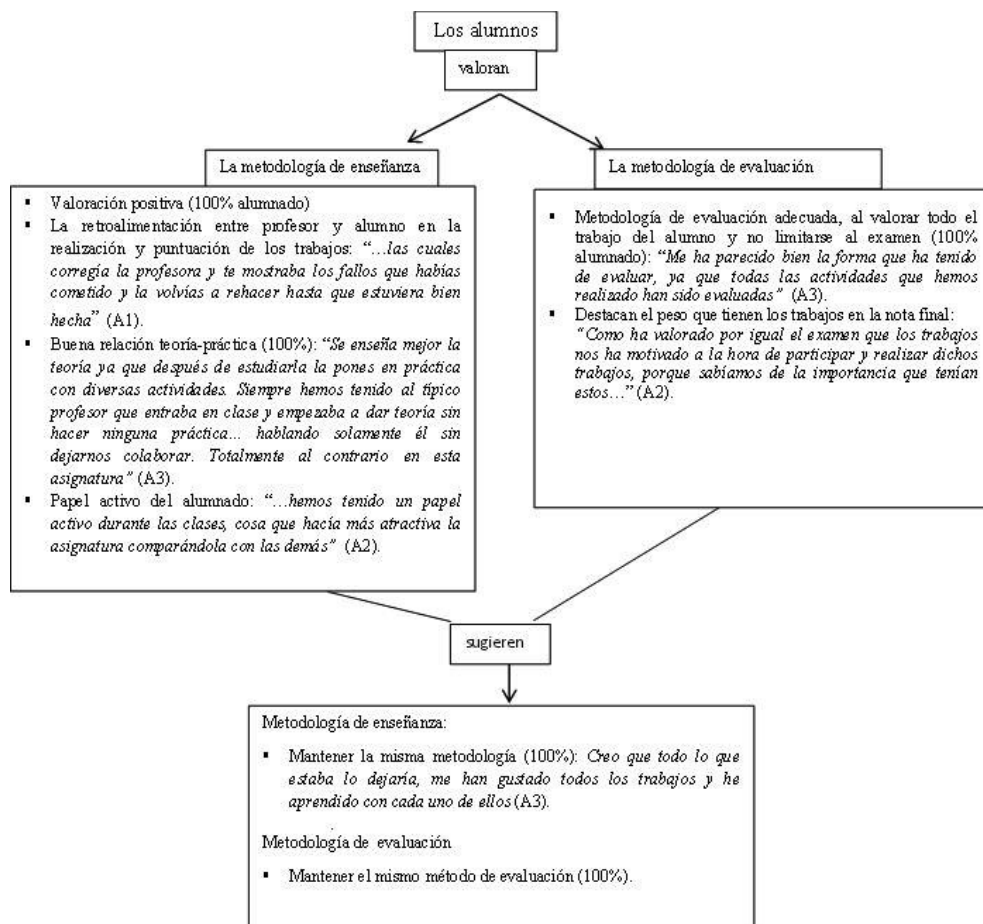 Los alumnos
valoran
La metodología de enseñanza
▪ Valoración positiva (100% alumnado)
▪ La retroalimentación entre profesor y alumno en la
realización y puntuación de los trabajos: “…las cuales
corregía la profesora y te mostraba los fallos que habías
cometido y la volvías a rehacer hasta que estuviera bien
hecha” (A1).
▪ Buena relación teoría-práctica (100%): “Se enseña mejor la
teoría ya que después de estudiarla la pones en práctica
con diversas actividades. Siempre hemos tenido al típico
profesor que entraba en clase y empezaba a dar teoría sin
hacer ninguna práctica... hablando solamente él sin
dejarnos colaborar. Totalmente al contrario en esta
asignatura” (A3).
▪ Papel activo del alumnado: “…hemos tenido un papel
activo durante las clases, cosa que hacía más atractiva la
asignatura comparándola con las demás” (A2).
La metodología de evaluación
▪ Metodología de evaluación adecuada, al valorar todo el
trabajo del alumno y no limitarse al examen (100%
alumnado): “Me ha parecido bien la forma que ha tenido
de evaluar, ya que todas las actividades que hemos
realizado han sido evaluadas” (A3).
▪ Destacan el peso que tienen los trabajos en la nota final:
“Como ha valorado por igual el examen que los trabajos
nos ha motivado a la hora de participar y realizar dichos
trabajos, porque sabíamos de la importancia que tenían
estos…” (A2).
sugieren
Metodología de enseñanza:
▪ Mantener la misma metodología (100%): Creo que todo lo que
estaba lo dejaría, me han gustado todos los trabajos y he
aprendido con cada uno de ellos (A3).
.
Metodología de evaluación
▪ Mantener el mismo método de evaluación (100%).